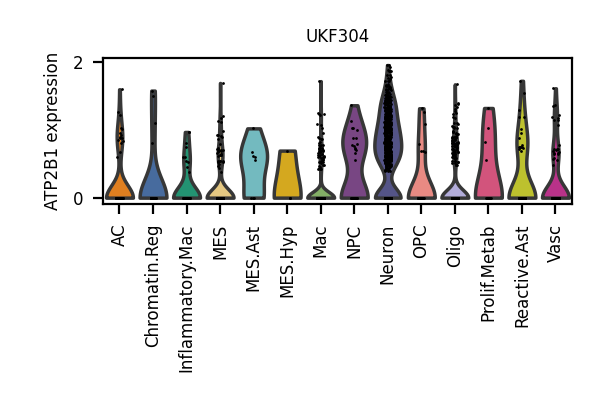 UKF304
ATP2B1 expression
2
0
AC
Chromatin.Reg
Inflammatory.Mac
MES
MES.Ast
MES.Hyp
Mac
NPC
Neuron
OPC
Oligo
Prolif.Metab
Reactive.Ast
Vasc